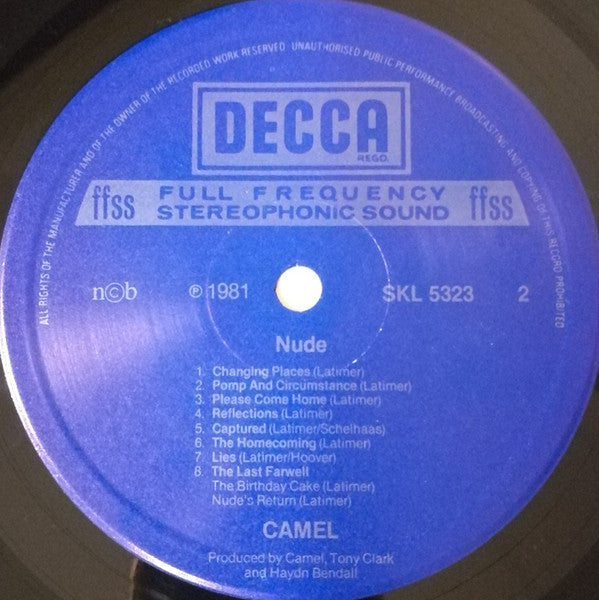 ALL RIGHTS OF THE MANUFACTURER AND OF THE OWNER OF THE RECORDED WORK RESERVED UNAUTHORISED PUBLIC PERFORMANCE BROADCASTING AND COPYING OF THIS RECORD PROHIBITED
DECCA
REGD.
ffss FULL FREQUENCY STEREOPHONIC SOUND ffss
n©b ℗ 1981 SKL 5323 2
Nude
1. Changing Places (Latimer)
2. Pomp And Circumstance (Latimer)
3. Please Come Home (Latimer)
4. Reflections (Latimer)
5. Captured (Latimer/Schelhaas)
6. The Homecoming (Latimer)
7. Lies (Latimer/Hoover)
8. The Last Farwell
The Birthday Cake (Latimer)
Nude's Return (Latimer)
CAMEL
Produced by Camel, Tony Clark
and Haydn Bendall